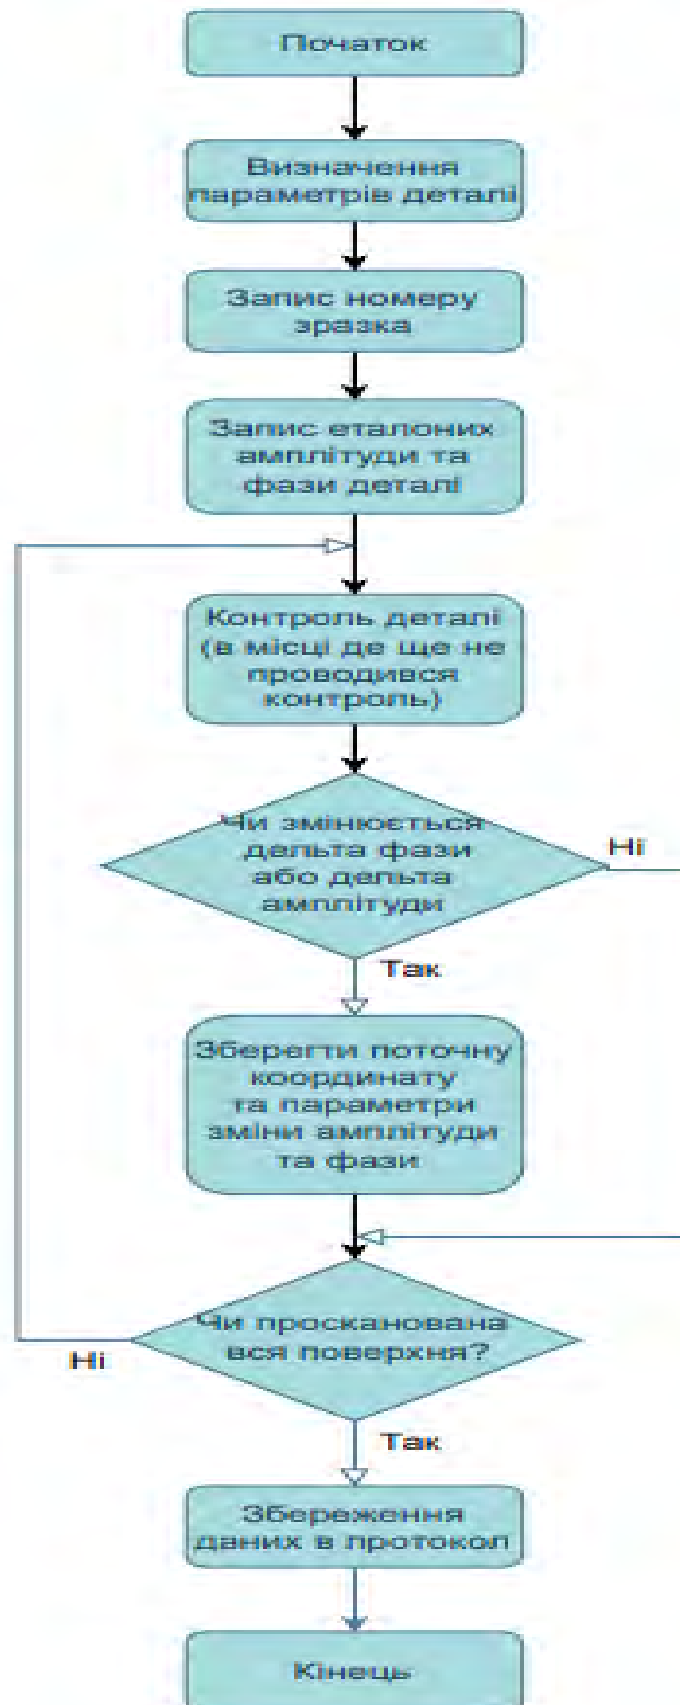 Початок
Визначення
параметрів деталі
Запис номеру
зразка
Запис еталоних
амплітуди та
фази деталі
Контроль деталі
(в місці де ще не
проводився
контроль)
Чи змінюється
дельта фази
або дельта
амплітуди
Ні
Так
Зберегти поточну
координату
та параметри
зміни амплітуди
та фази
Чи просканована
вся поверхня?
Ні
Так
Збереження
даних в протокол
Кінець